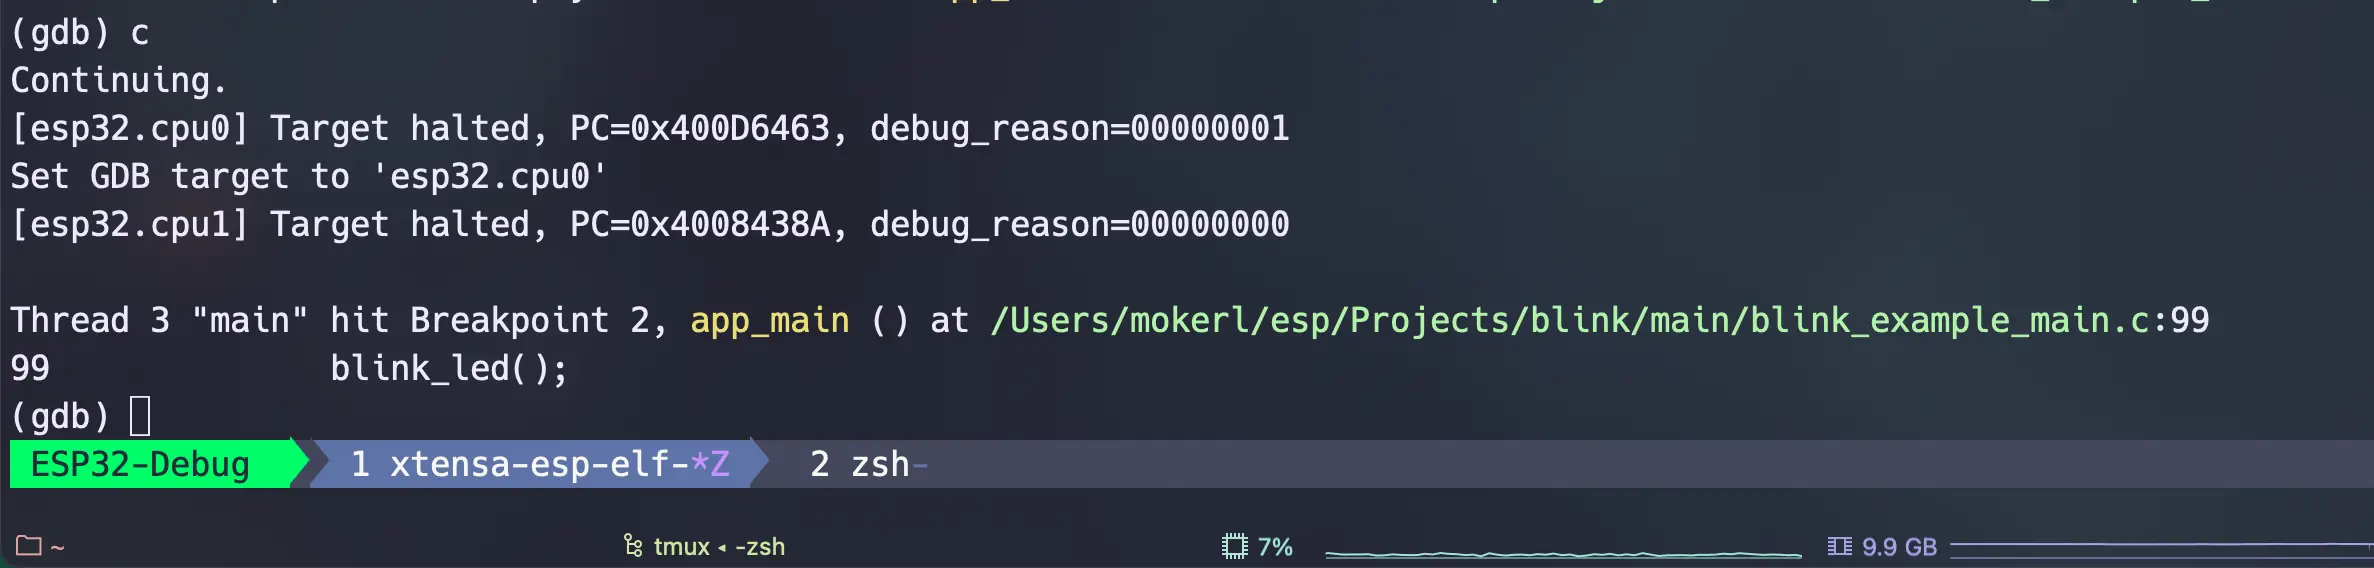 (gdb) c
Continuing.
[esp32.cpu0] Target halted, PC=0x400D6463, debug_reason=00000001
Set GDB target to 'esp32.cpu0'
[esp32.cpu1] Target halted, PC=0x4008438A, debug_reason=00000000
Thread 3 "main" hit Breakpoint 2, app_main () at /Users/mokerl/esp/Projects/blink/main/blink_example_main.c:99
99              blink_led();
(gdb)
ESP32-Debug 1 xtensa-esp-elf-*Z 2 zsh-
~ tmux ◂ -zsh 7% 9.9 GB